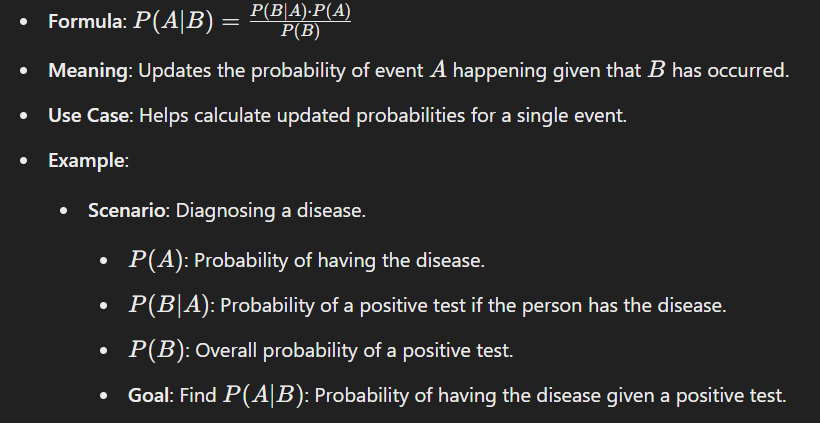 • Formula: P(A|B) = P(B|A)·P(A) / P(B)
• Meaning: Updates the probability of event A happening given that B has occurred.
• Use Case: Helps calculate updated probabilities for a single event.
• Example:
• Scenario: Diagnosing a disease.
• P(A): Probability of having the disease.
• P(B|A): Probability of a positive test if the person has the disease.
• P(B): Overall probability of a positive test.
• Goal: Find P(A|B): Probability of having the disease given a positive test.